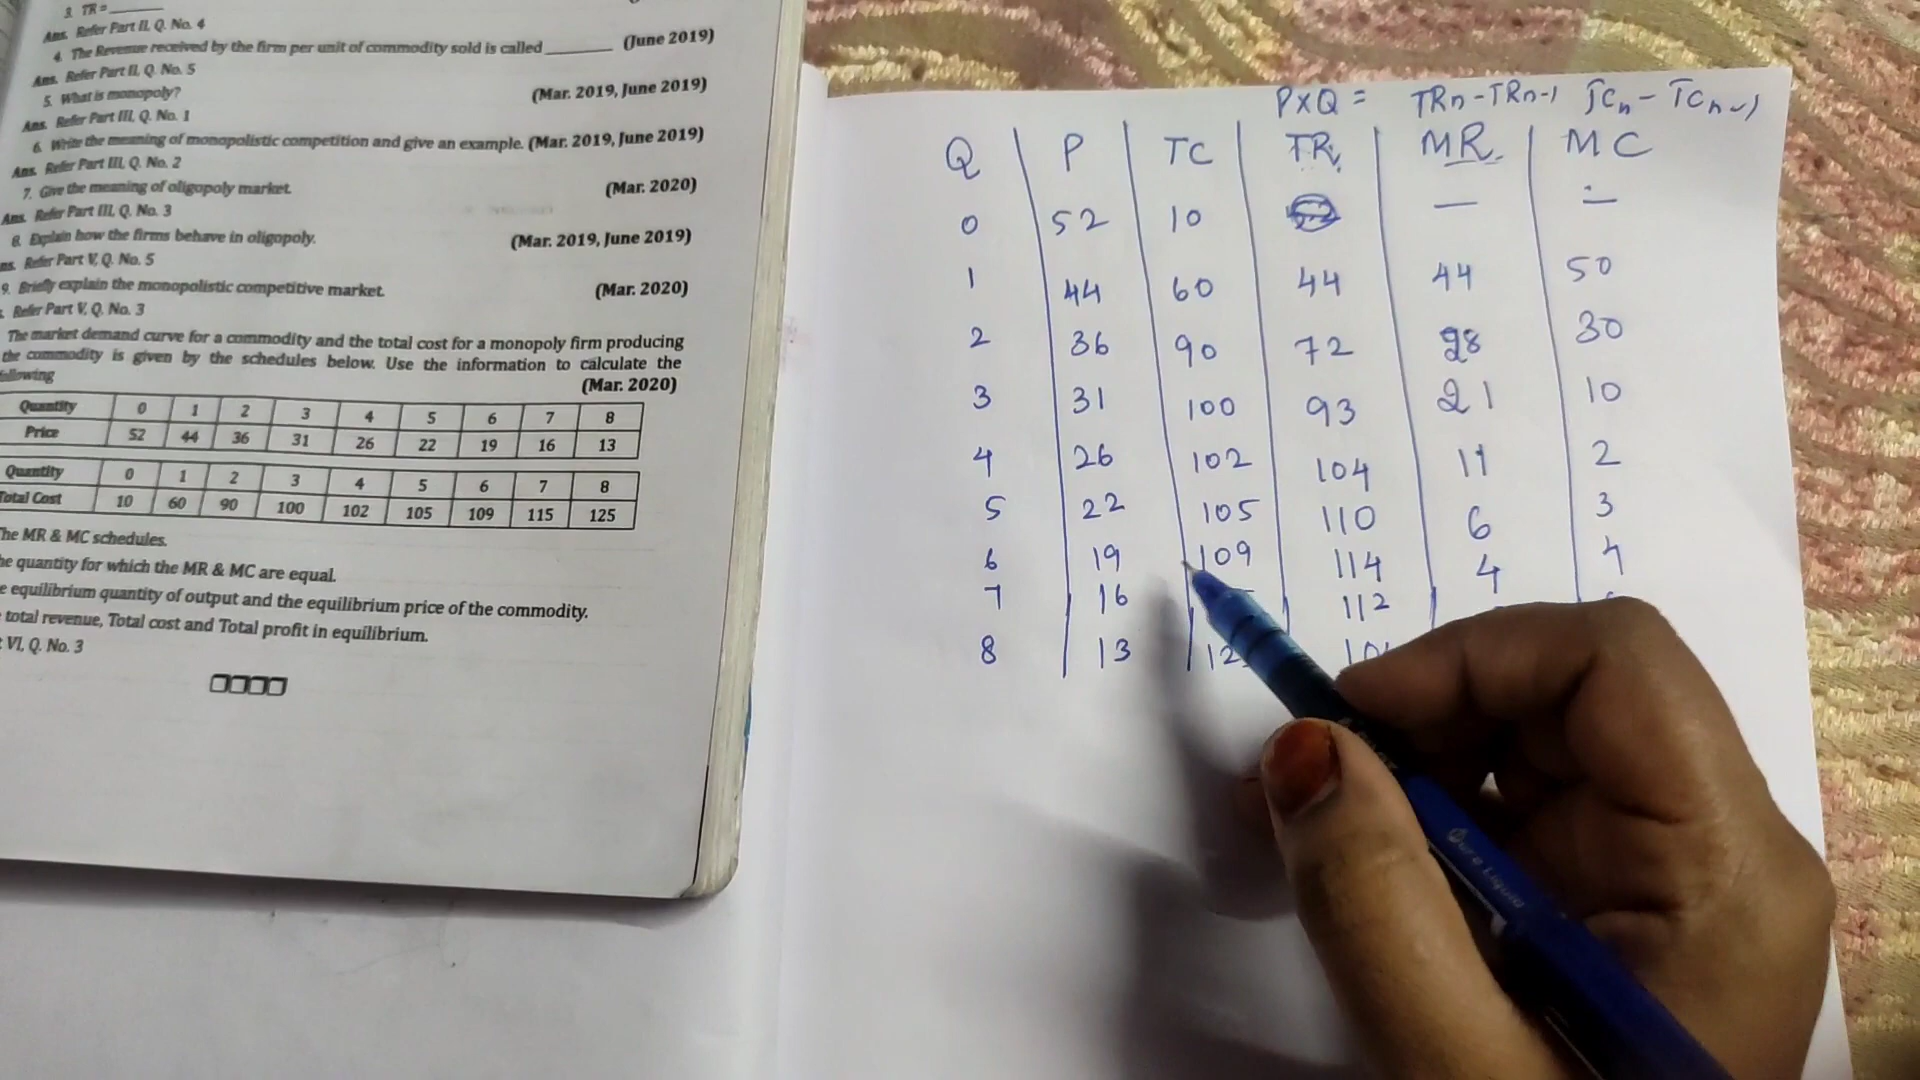 3. TR =
Ans. Refer Part II, Q. No. 4
4. The Revenue received by the firm per unit of commodity sold is called ________ (June 2019)
Ans. Refer Part II, Q. No. 5
5. What is monopoly? (Mar. 2019, June 2019)
Ans. Refer Part III, Q. No. 1
6. Write the meaning of monopolistic competition and give an example. (Mar. 2019, June 2019)
Ans. Refer Part III, Q. No. 2
7. Give the meaning of oligopoly market. (Mar. 2020)
Ans. Refer Part III, Q. No. 3
8. Explain how the firms behave in oligopoly. (Mar. 2019, June 2019)
ns. Refer Part V, Q. No. 5
9. Briefly explain the monopolistic competitive market. (Mar. 2020)
Refer Part V, Q. No. 3
The market demand curve for a commodity and the total cost for a monopoly firm producing
the commodity is given by the schedules below. Use the information to calculate the
following (Mar. 2020)
Quantity 0 1 2 3 4 5 6 7 8
Price 52 44 36 31 26 22 19 16 13
Quantity 0 1 2 3 4 5 6 7 8
Total Cost 10 60 90 100 102 105 109 115 125
The MR & MC schedules.
he quantity for which the MR & MC are equal.
e equilibrium quantity of output and the equilibrium price of the commodity.
total revenue, Total cost and Total profit in equilibrium.
VI, Q. No. 3
P×Q = TRn-TRn-1 TCn-TCn-1
Q P TC TR MR MC
0 52 10 — —
1 44 60 44 44 50
2 36 90 72 28 30
3 31 100 93 21 10
4 26 102 104 11 2
5 22 105 110 6 3
6 19 109 114 4 4
7 16 112
8 13